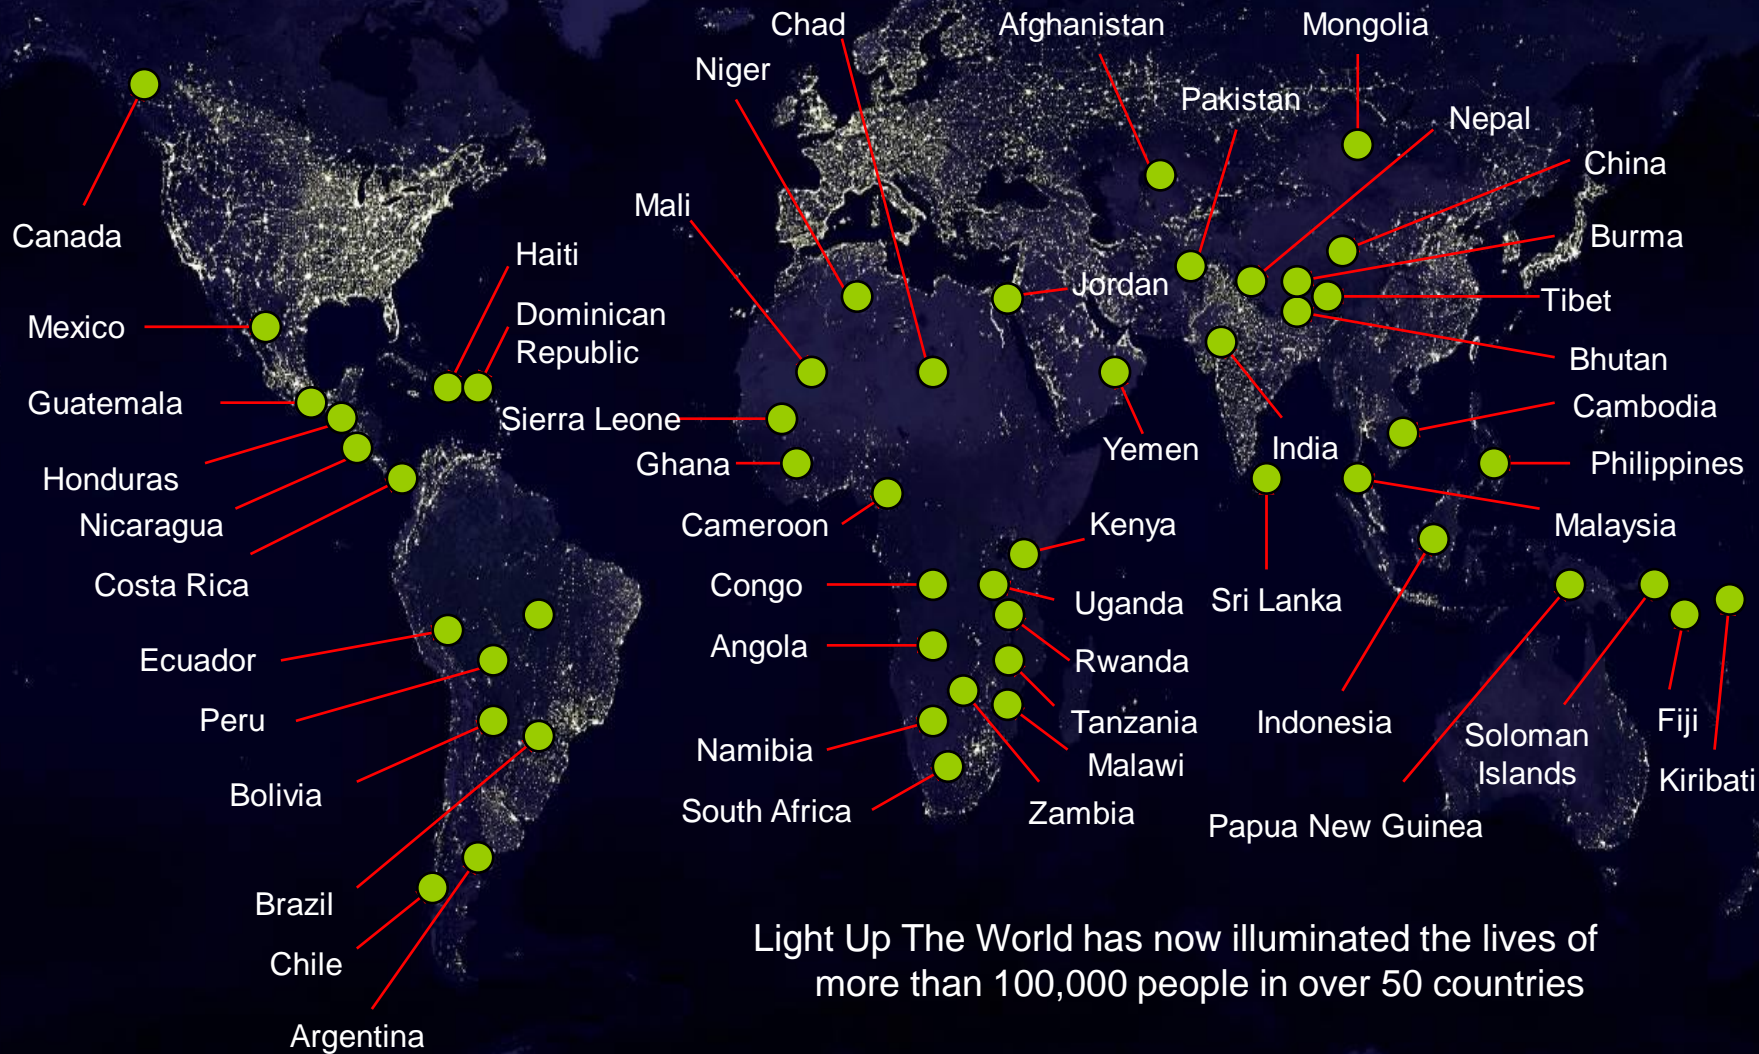 Chad
Afghanistan
Mongolia
Niger
Pakistan
Nepal
China
Mali
Canada
Burma
Haiti
Jordan
Tibet
Dominican
Republic
Mexico
Bhutan
Guatemala
Cambodia
Sierra Leone
Yemen
India
Ghana
Philippines
Honduras
Nicaragua
Cameroon
Kenya
Malaysia
Costa Rica
Congo
Uganda
Sri Lanka
Ecuador
Angola
Rwanda
Peru
Tanzania
Indonesia
Fiji
Soloman
Islands
Namibia
Malawi
Kiribati
Bolivia
South Africa
Zambia
Papua New Guinea
Brazil
Chile
Argentina
Light Up The World has now illuminated the lives of
more than 100,000 people in over 50 countries